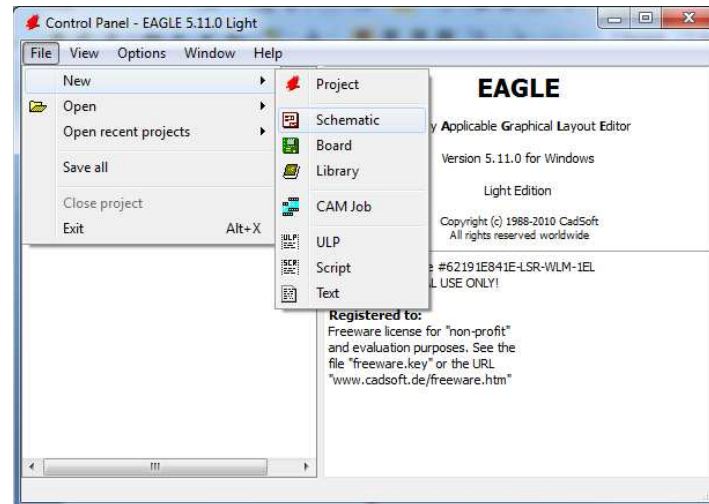 Control Panel - EAGLE 5.11.0 Light
File View Options Window Help
New
Open
Open recent projects
Save all
Close project
Exit Alt+X
Project
Schematic
Board
Library
CAM Job
ULP
Script
Text
EAGLE
y Applicable Graphical Layout Editor
Version 5.11.0 for Windows
Light Edition
Copyright (c) 1988-2010 CadSoft
All rights reserved worldwide
#62191E841E-LSR-WLM-1EL
USE ONLY!
Registered to:
Freeware license for "non-profit"
and evaluation purposes. See the
file "freeware.key" or the URL
"www.cadsoft.de/freeware.htm"